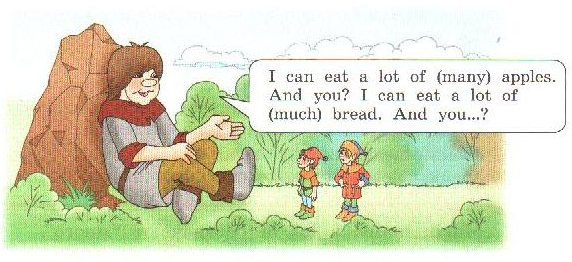 I can eat a lot of (many) apples.
And you? I can eat a lot of
(much) bread. And you...?